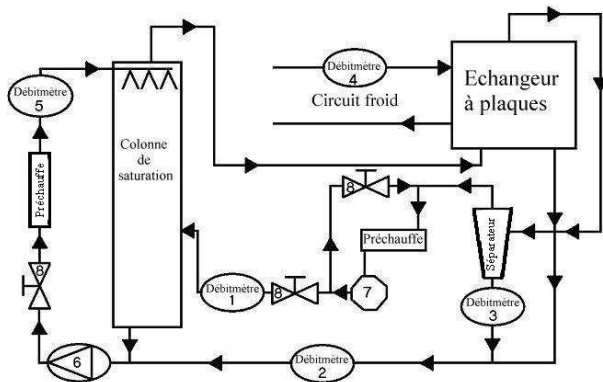 Débitmètre
5
Préchauffe
8
6
Colonne
de
saturation
Débitmètre
4
Circuit froid
Echangeur
à plaques
8
Préchauffe
Débitmètre
1
8
7
Séparateur
Débitmètre
3
Débitmètre
2